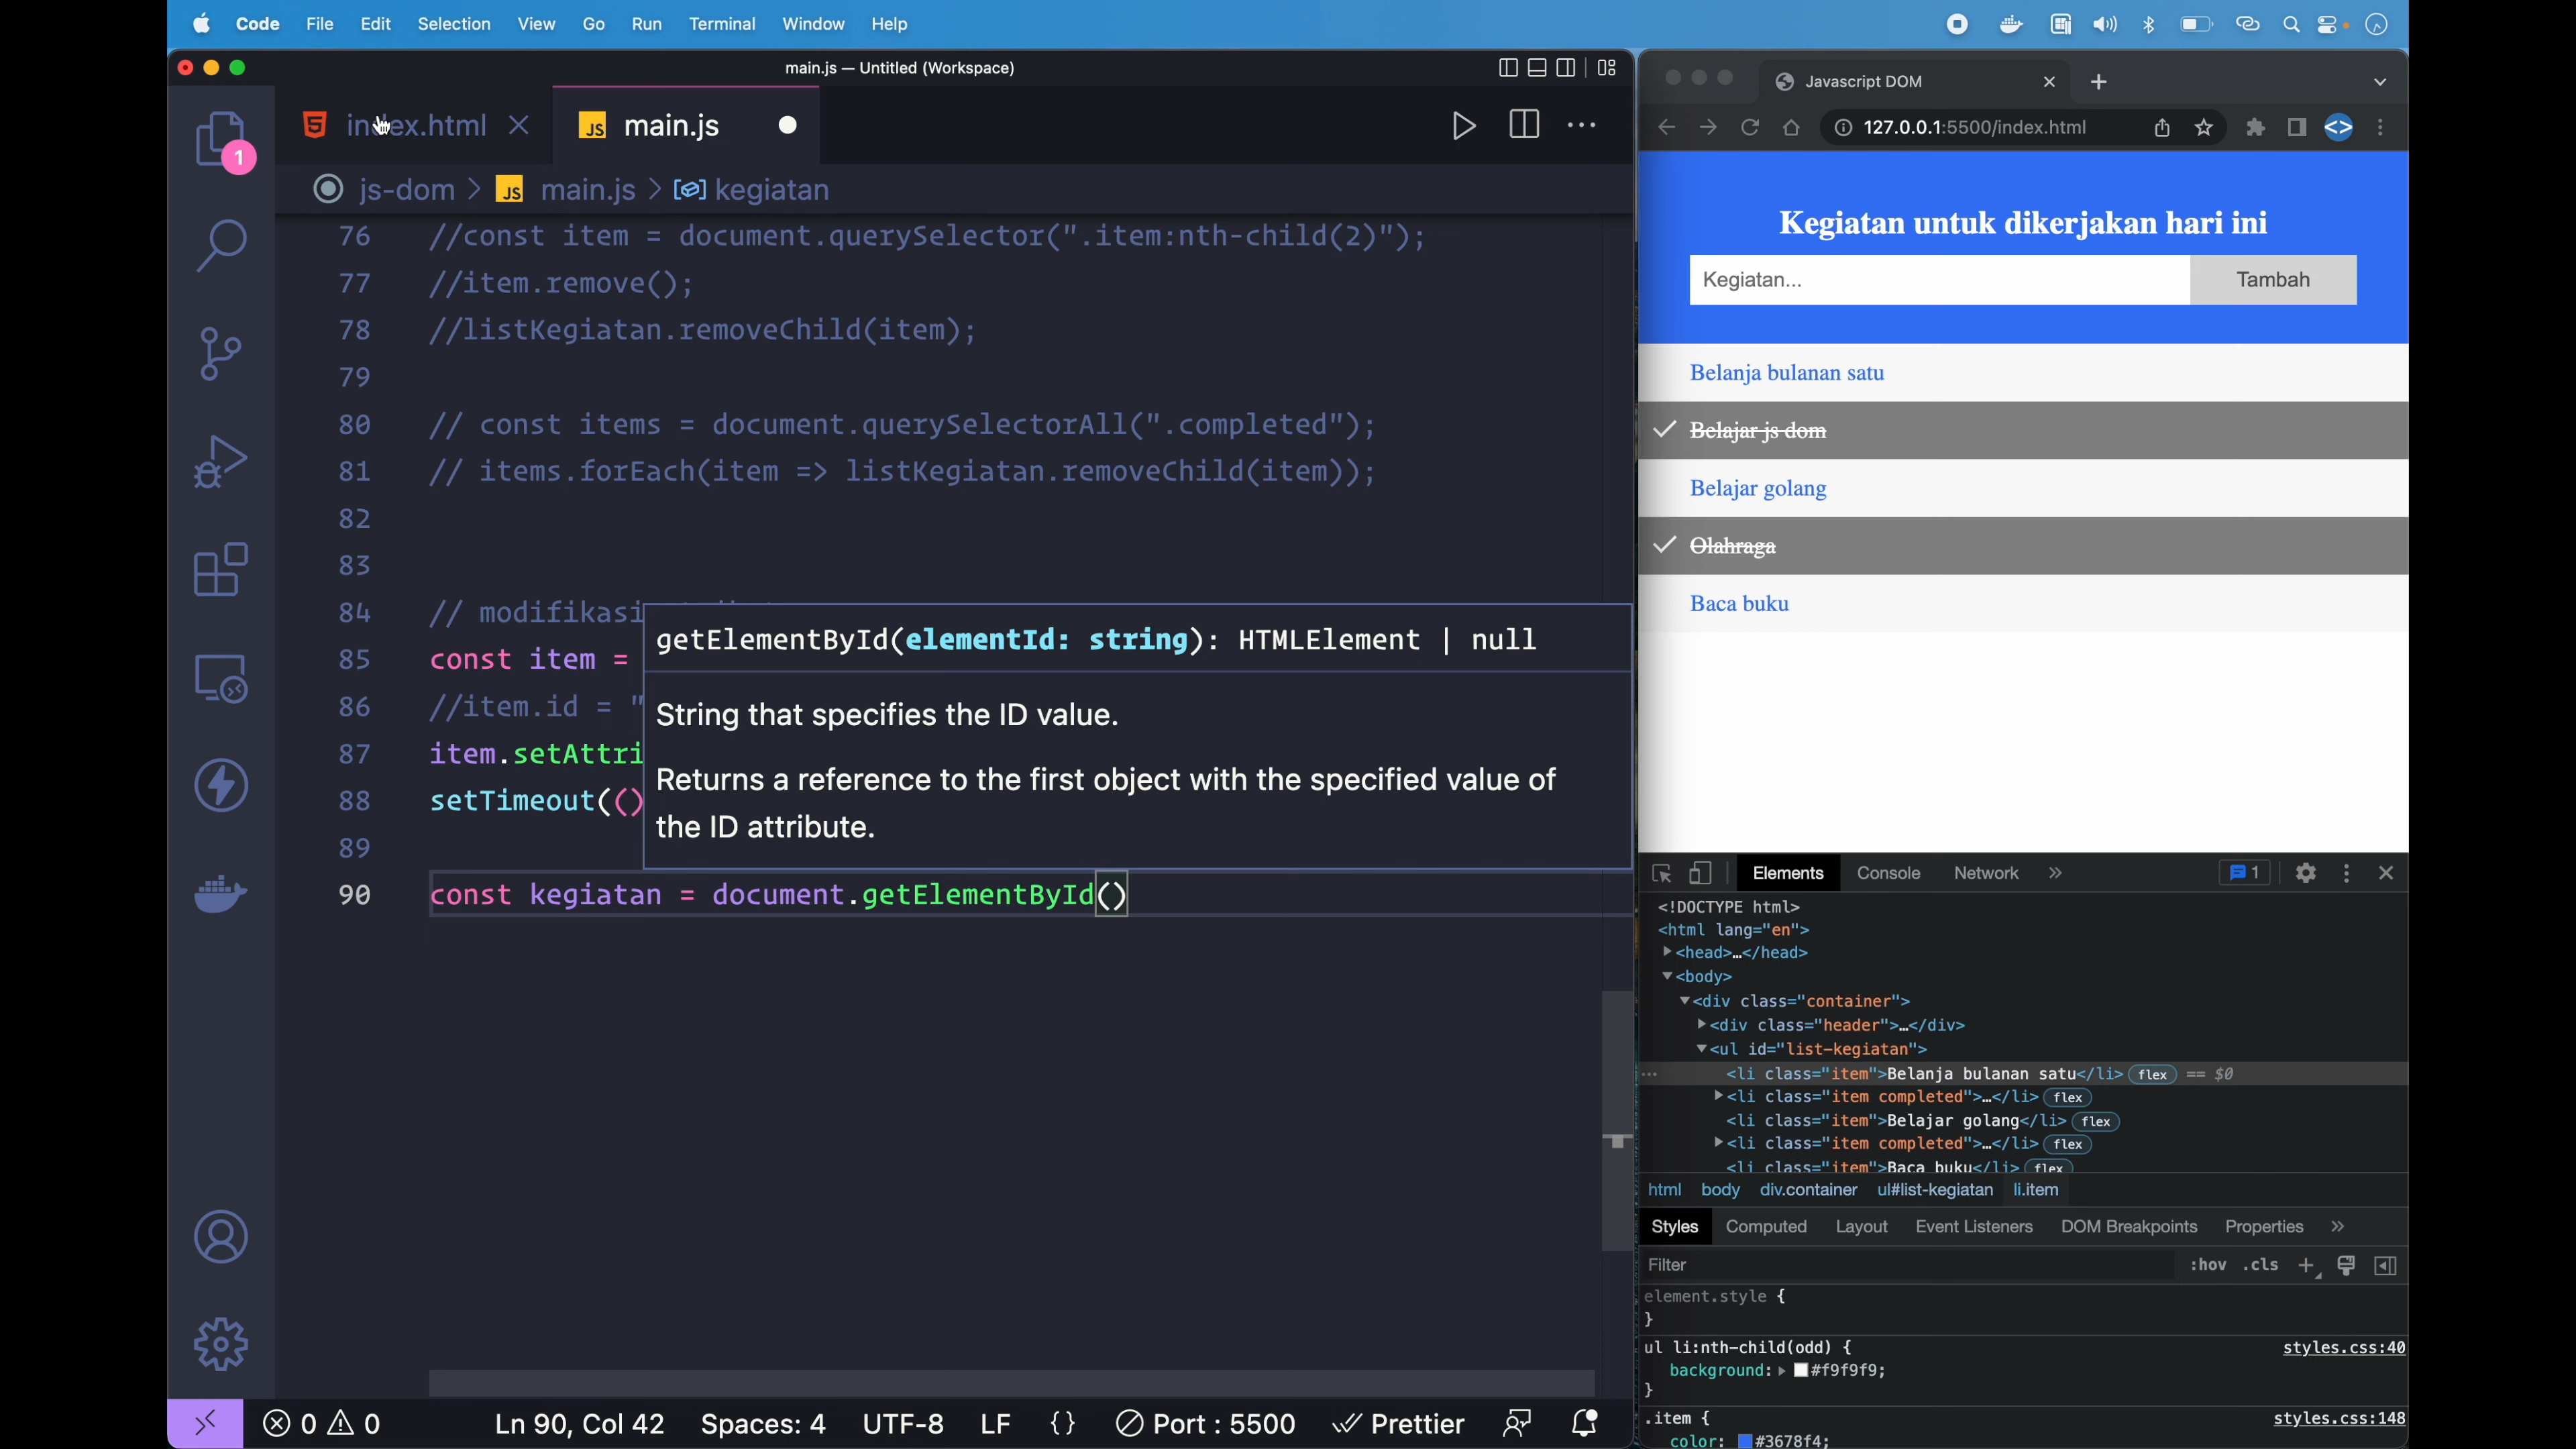 Code File Edit Selection View Go Run Terminal Window Help
main.js — Untitled (Workspace)
index.html
JS main.js
1
js-dom > JS main.js > kegiatan
76 //const item = document.querySelector(".item:nth-child(2)");
77 //item.remove();
78 //listKegiatan.removeChild(item);
79
80 // const items = document.querySelectorAll(".completed");
81 // items.forEach(item => listKegiatan.removeChild(item));
82
83
84 // modifikasi
85 const item =
86 //item.id = "
87 item.setAttri
88 setTimeout(()
89
90 const kegiatan = document.getElementById()
getElementById(elementId: string): HTMLElement | null
String that specifies the ID value.
Returns a reference to the first object with the specified value of
the ID attribute.
0 0 Ln 90, Col 42 Spaces: 4 UTF-8 LF {} Port : 5500 Prettier
Javascript DOM
127.0.0.1:5500/index.html
Kegiatan untuk dikerjakan hari ini
Kegiatan... Tambah
Belanja bulanan satu
Belajar js dom
Belajar golang
Olahraga
Baca buku
Elements Console Network » 1
<!DOCTYPE html>
<html lang="en">
<head>…</head>
<body>
<div class="container">
<div class="header">…</div>
<ul id="list-kegiatan">
<li class="item">Belanja bulanan satu</li> flex == $0
<li class="item completed">…</li> flex
<li class="item">Belajar golang</li> flex
<li class="item completed">…</li> flex
<li class="item">Baca buku</li> flex
html body div.container ul#list-kegiatan li.item
Styles Computed Layout Event Listeners DOM Breakpoints Properties »
Filter :hov .cls +
element.style {
}
ul li:nth-child(odd) { styles.css:40
background: #f9f9f9;
}
.item { styles.css:148
color: #3678f4;